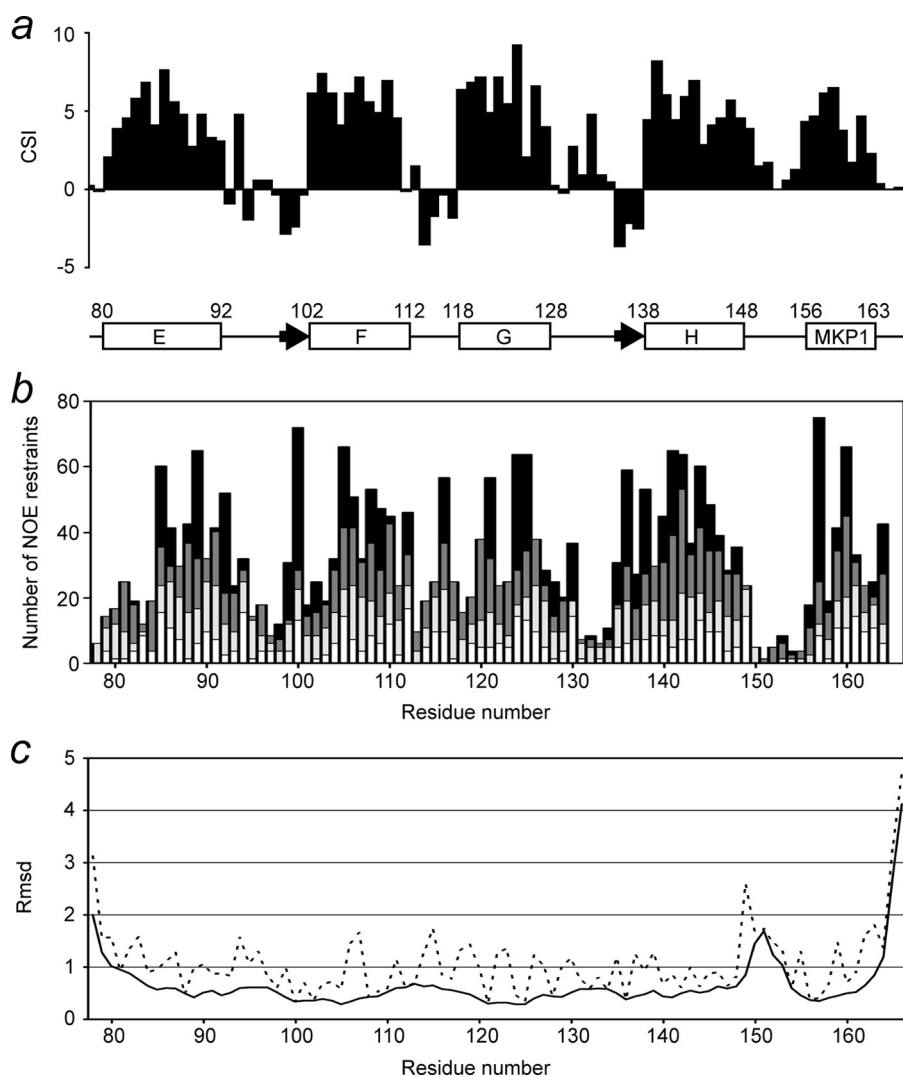 a
10
5
0
-5
CSI
80 92 102 112 118 128 138 148 156 163
E F G H MKP1
b
80
60
40
20
0
Number of NOE restraints
80 90 100 110 120 130 140 150 160
Residue number
c
5
4
3
2
1
0
Rmsd
80 90 100 110 120 130 140 150 160
Residue number